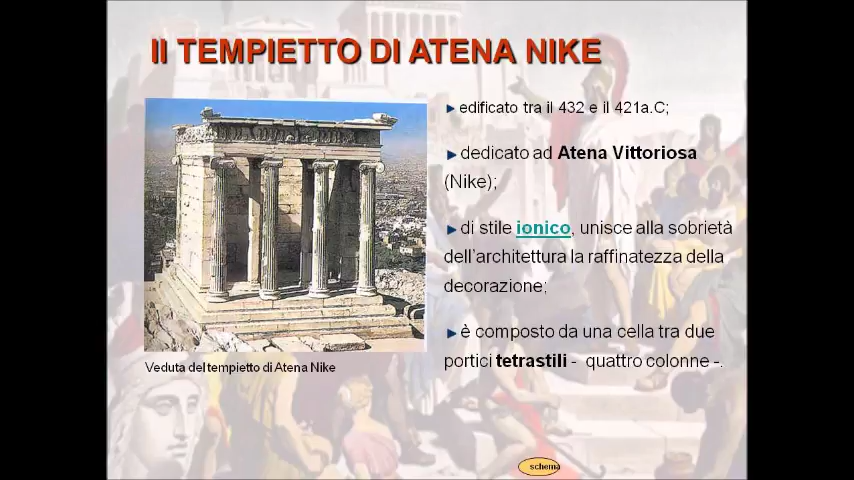 Il TEMPIETTO DI ATENA NIKE
edificato tra il 432 e il 421a.C;
dedicato ad Atena Vittoriosa
(Nike);
di stile ionico, unisce alla sobrietà
dell'architettura la raffinatezza della
decorazione;
è composto da una cella tra due
portici tetrastili - quattro colonne -.
Veduta del tempietto di Atena Nike
schema